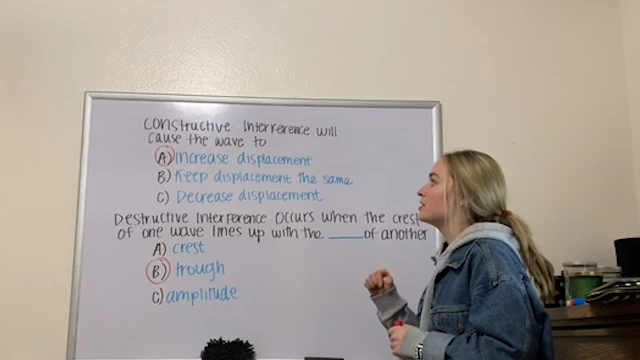 Constructive Interference will
cause the wave to...
A) Increase displacement
B) Keep displacement the same
C) Decrease displacement
Destructive Interference Occurs when the crest
of one wave lines up with the ____ of another
A) crest
B) trough
C) amplitude